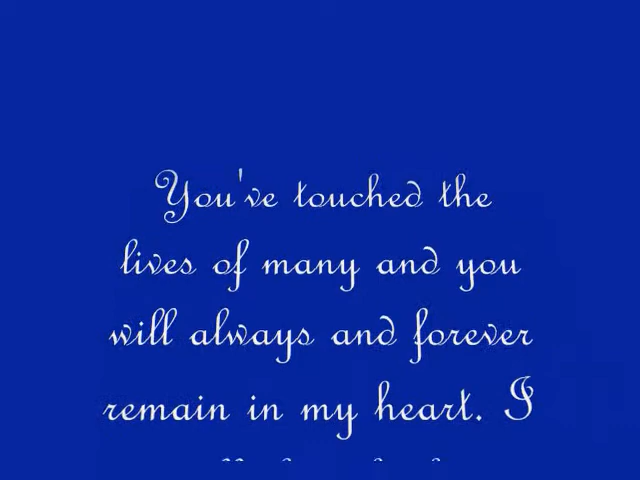 You've touched the
lives of many and you
will always and forever
remain in my heart. I